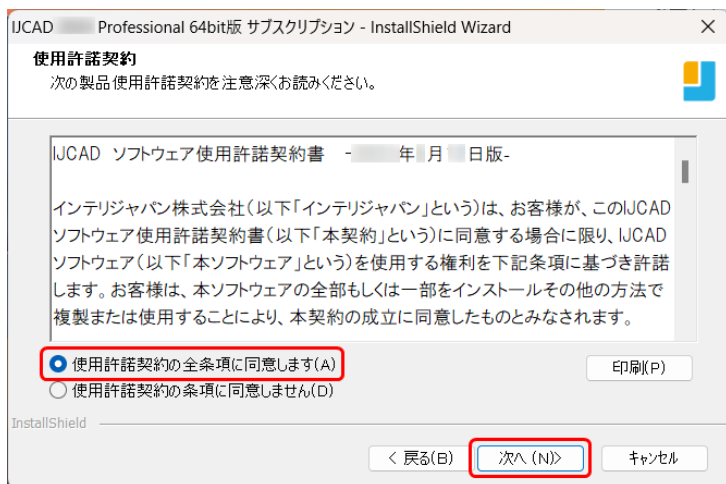 IJCAD Professional 64bit版 サブスクリプション - InstallShield Wizard
使用許諾契約
次の製品使用許諾契約を注意深くお読みください。
IJCAD ソフトウェア使用許諾契約書 - 年 月 日版-
インテリジャパン株式会社(以下「インテリジャパン」という)は、お客様が、このIJCAD
ソフトウェア使用許諾契約書(以下「本契約」という)に同意する場合に限り、IJCAD
ソフトウェア(以下「本ソフトウェア」という)を使用する権利を下記条項に基づき許諾
します。お客様は、本ソフトウェアの全部もしくは一部をインストールその他の方法で
複製または使用することにより、本契約の成立に同意したものとみなされます。
使用許諾契約の全条項に同意します(A)
印刷(P)
使用許諾契約の条項に同意しません(D)
InstallShield
< 戻る(B)
次へ (N)>
キャンセル